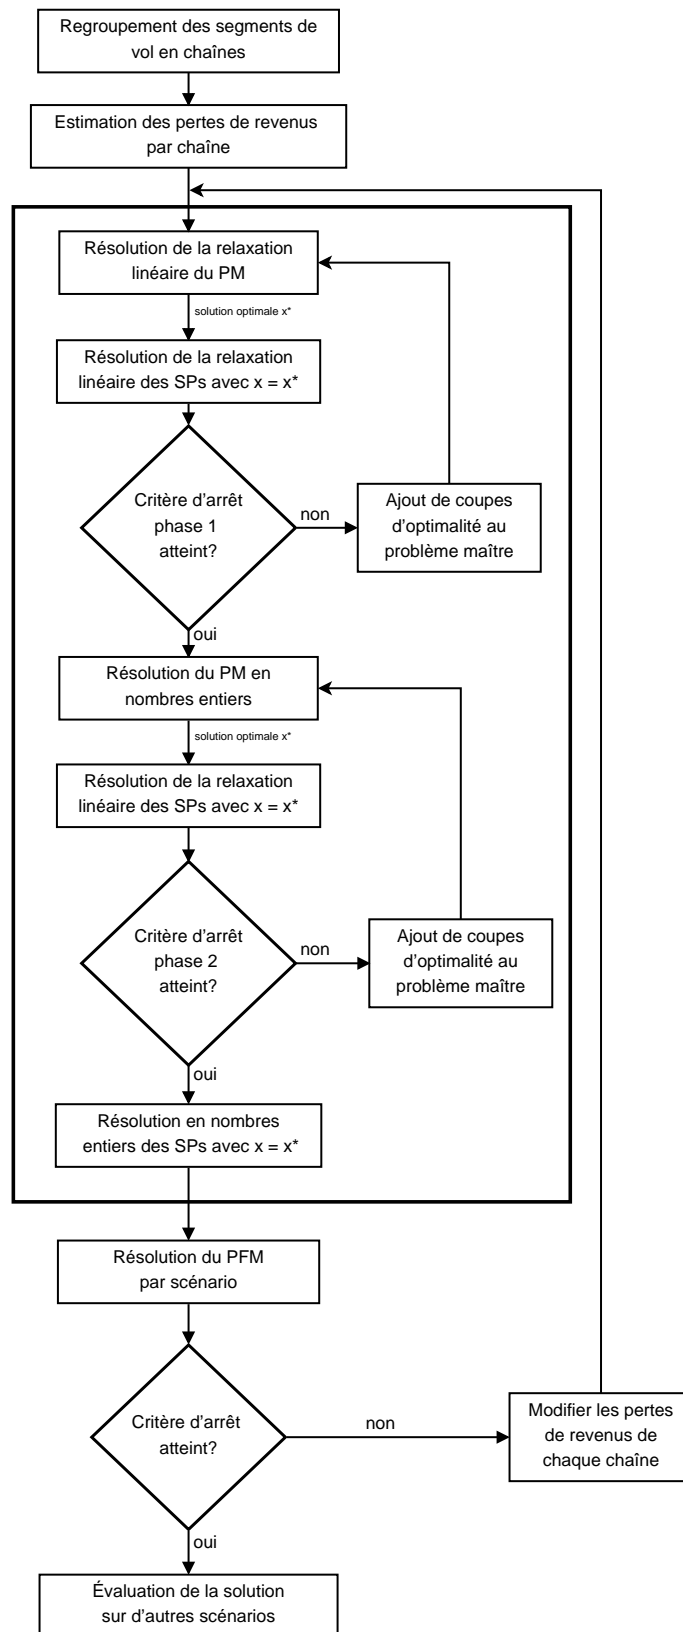 Regroupement des segments de
vol en chaînes
Estimation des pertes de revenus
par chaîne
Résolution de la relaxation
linéaire du PM
solution optimale x*
Résolution de la relaxation
linéaire des SPs avec x = x*
Critère d'arrêt
phase 1
atteint?
non
Ajout de coupes
d'optimalité au
problème maître
oui
Résolution du PM en
nombres entiers
solution optimale x*
Résolution de la relaxation
linéaire des SPs avec x = x*
Critère d'arrêt
phase 2
atteint?
non
Ajout de coupes
d'optimalité au
problème maître
oui
Résolution en nombres
entiers des SPs avec x = x*
Résolution du PFM
par scénario
Critère d'arrêt
atteint?
non
Modifier les pertes
de revenus de
chaque chaîne
oui
Évaluation de la solution
sur d'autres scénarios